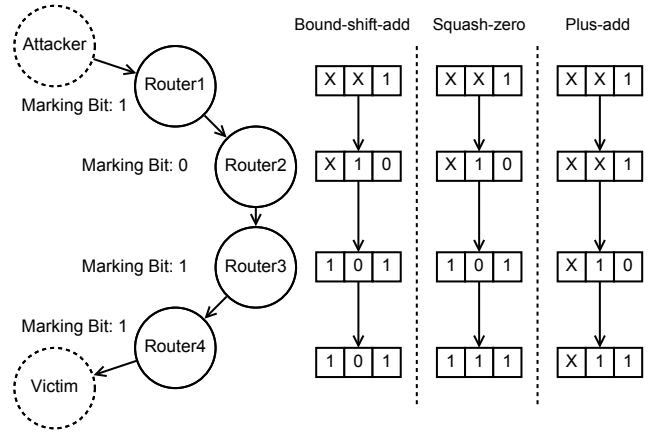 Bound-shift-add Squash-zero Plus-add
Attacker
Router1
X X 1 X X 1 X X 1
Marking Bit: 1
Marking Bit: 0
Router2
X 1 0 X 1 0 X X 1
Marking Bit: 1
Router3
1 0 1 1 0 1 X 1 0
Marking Bit: 1
Router4
1 0 1 1 1 1 X 1 1
Victim